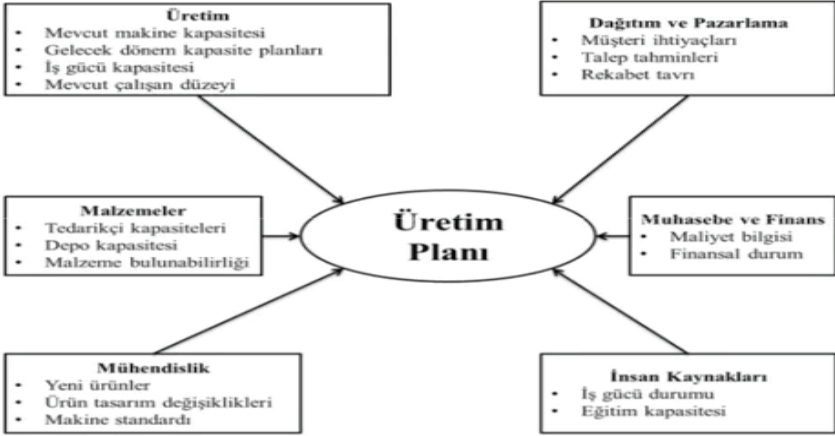 Üretim
• Mevcut makine kapasitesi
• Gelecek dönem kapasite planları
• İş gücü kapasitesi
• Mevcut çalışan düzeyi
Dağıtım ve Pazarlama
• Müşteri ihtiyaçları
• Talep tahminleri
• Rekabet tavrı
Malzemeler
• Tedarikçi kapasiteleri
• Depo kapasitesi
• Malzeme bulunabilirliği
Üretim
Planı
Muhasebe ve Finans
• Maliyet bilgisi
• Finansal durum
Mühendislik
• Yeni ürünler
• Ürün tasarım değişiklikleri
• Makine standardı
İnsan Kaynakları
• İş gücü durumu
• Eğitim kapasitesi